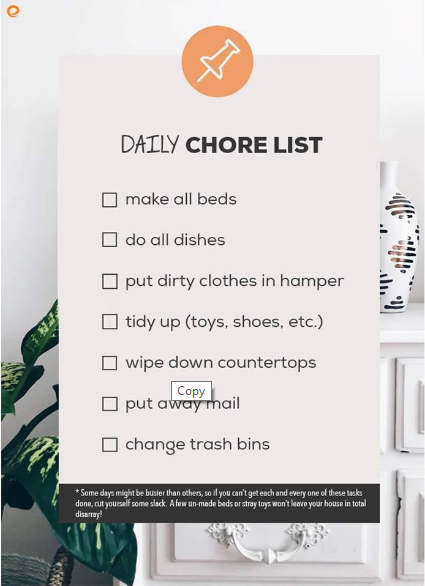 DAILY CHORE LIST
make all beds
do all dishes
put dirty clothes in hamper
tidy up (toys, shoes, etc.)
wipe down countertops
Copy
put away mail
change trash bins
* Some days might be busier than others, so if you can't get each and every one of these tasks
done, cut yourself some slack. A few un-made beds or stray toys won't leave your house in total
disarray!